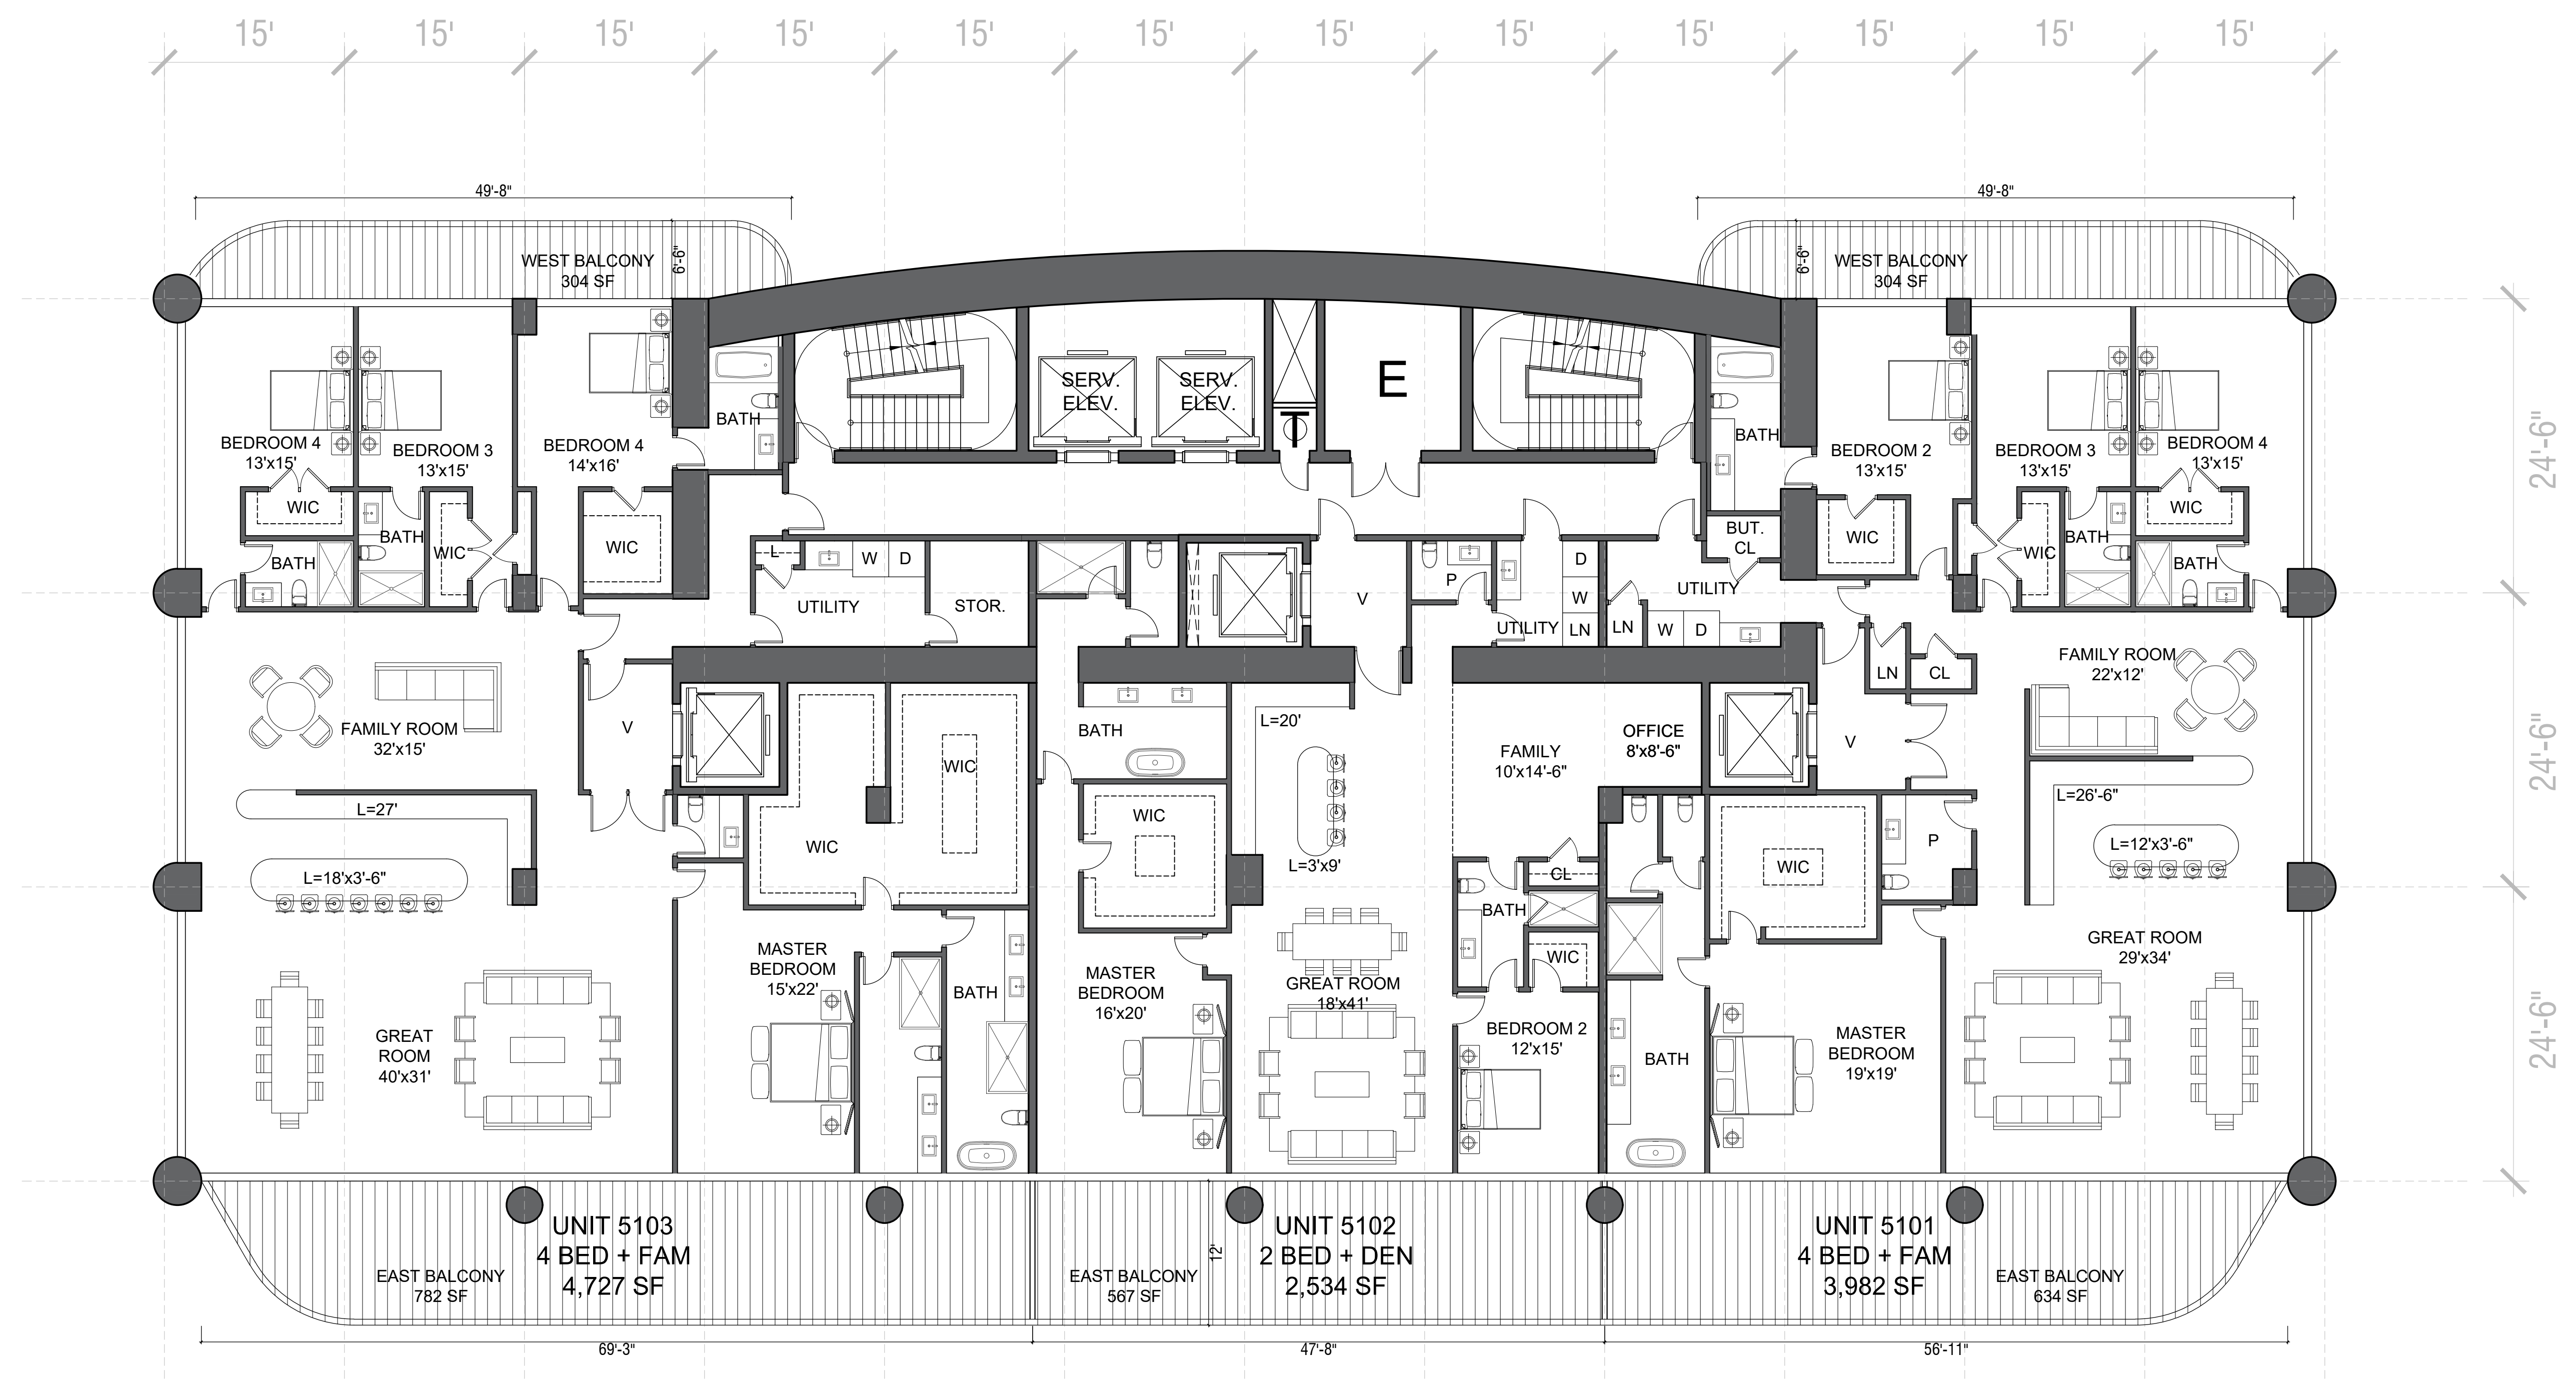 15' 15' 15' 15' 15' 15' 15' 15' 15' 15' 15' 15'
49'-8" 49'-8"
WEST BALCONY
304 SF
6'-6"
6'-6"
WEST BALCONY
304 SF
BEDROOM 4
13'x15'
BEDROOM 3
13'x15'
BEDROOM 4
14'x16'
BATH
SERV.
ELEV.
SERV.
ELEV.
T
E
BATH
BEDROOM 2
13'x15'
BEDROOM 3
13'x15'
BEDROOM 4
13'x15'
24'-6"
WIC
BATH
BATH
WIC
WIC
L
W D
UTILITY
STOR.
V
P
D
W
LN
UTILITY
BUT.
CL
UTILITY
LN
W D
WIC
WIC
BATH
WIC
BATH
FAMILY ROOM
32'x15'
V
WIC
WIC
BATH
WIC
L=20'
L=3'x9'
FAMILY
10'x14'-6"
OFFICE
8'x8'-6"
V
LN
CL
FAMILY ROOM
22'x12'
24'-6"
L=27'
L=18'x3'-6"
CL
BATH
WIC
WIC
P
L=26'-6"
L=12'x3'-6"
GREAT
ROOM
40'x31'
MASTER
BEDROOM
15'x22'
BATH
MASTER
BEDROOM
16'x20'
GREAT ROOM
18'x41'
BEDROOM 2
12'x15'
BATH
MASTER
BEDROOM
19'x19'
GREAT ROOM
29'x34'
24'-6"
UNIT 5103
4 BED + FAM
4,727 SF
EAST BALCONY
782 SF
EAST BALCONY
567 SF
12'
UNIT 5102
2 BED + DEN
2,534 SF
UNIT 5101
4 BED + FAM
3,982 SF
EAST BALCONY
634 SF
69'-3" 47'-8" 56'-11"